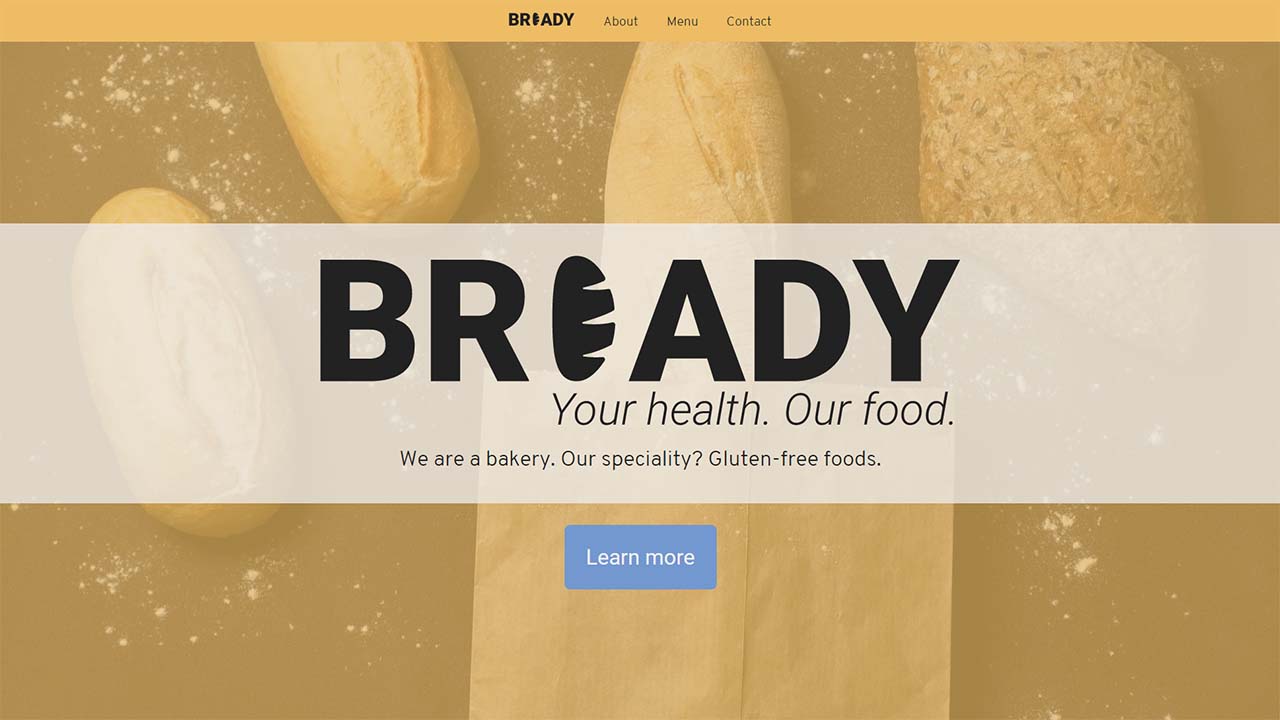 BREADY About Menu Contact
BREADY
Your health. Our food.
We are a bakery. Our speciality? Gluten-free foods.
Learn more